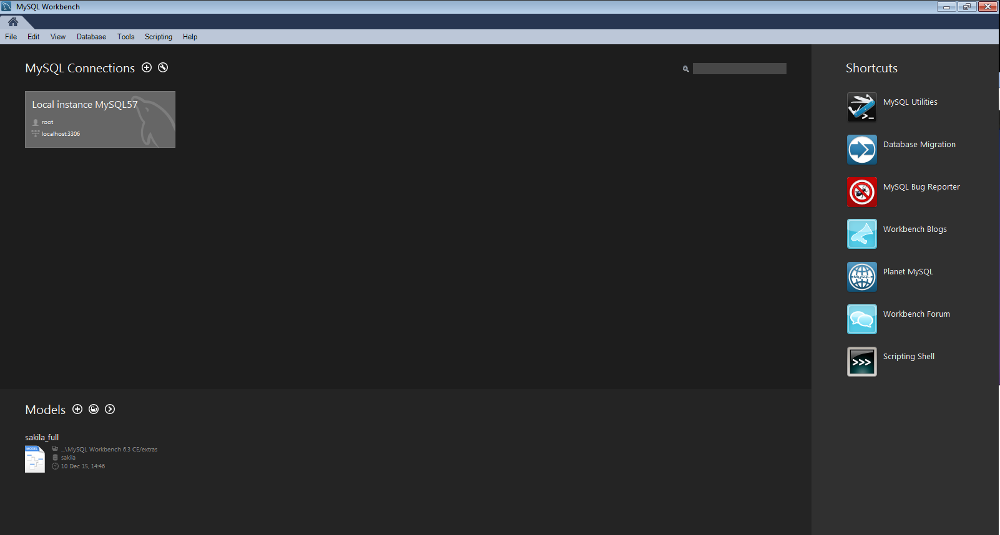 MySQL Workbench
File Edit View Database Tools Scripting Help
MySQL Connections
Local instance MySQL57
root
localhost:3306
Shortcuts
MySQL Utilities
Database Migration
MySQL Bug Reporter
Workbench Blogs
MySQL
Planet MySQL
Workbench Forum
>>>
Scripting Shell
Models
sakila_full
MODEL
...\MySQL Workbench 6.3 CE/extras
sakila
10 Dec 15, 14:46